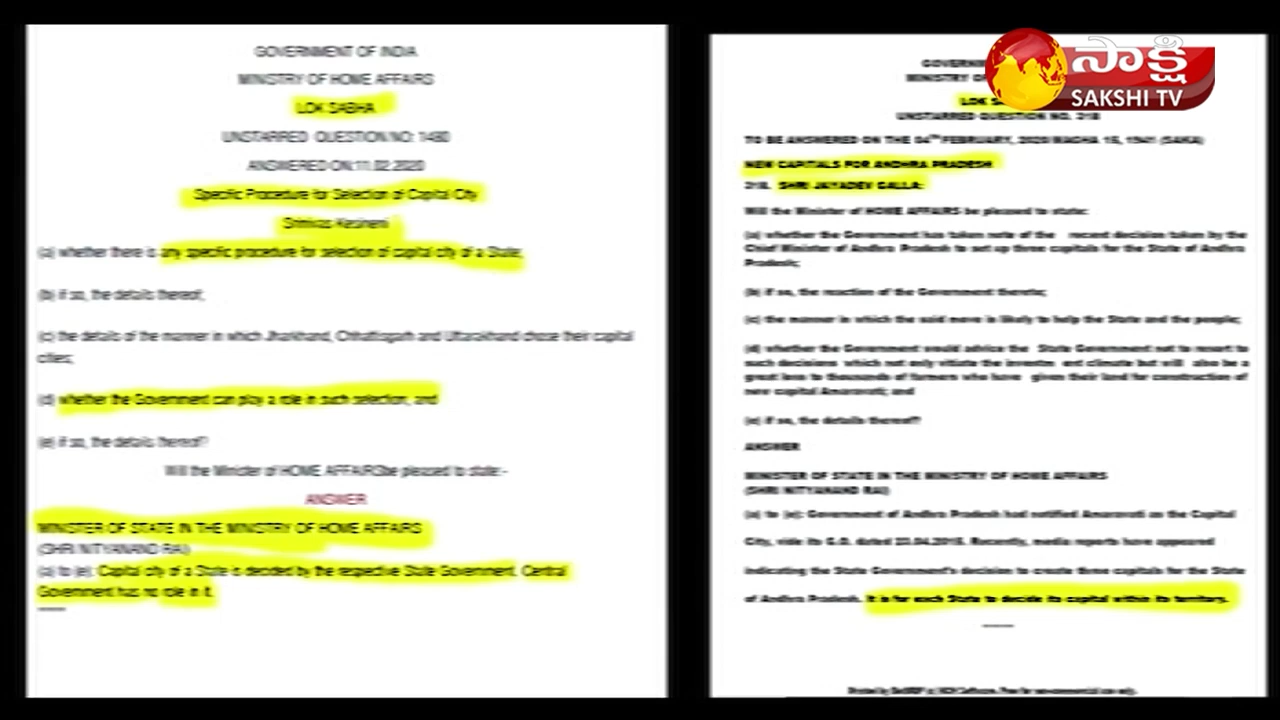 GOVERNMENT OF INDIA
MINISTRY OF HOME AFFAIRS
LOK SABHA
UNSTARRED QUESTION NO: 1490
ANSWERED ON:11.02.2020
Specific Procedure for Selection of Capital City
Srinivas Kesineni
(a) whether there is any specific procedure for selection of capital city of a State;
(b) if so, the details thereof;
(c) the details of the manner in which Jharkhand, Chhattisgarh and Uttarakhand chose their capital
cities;
(d) whether the Government can play a role in such selection; and
(e) if so, the details thereof?
Will the Minister of HOME AFFAIRS be pleased to state:-
ANSWER
MINISTER OF STATE IN THE MINISTRY OF HOME AFFAIRS
(SHRI NITYANAND RAI)
(a) to (e): Capital city of a State is decided by the respective State Government. Central
Government has no role in it.
-----
సాక్షి
SAKSHI TV
UNSTARRED QUESTION NO. 218
TO BE ANSWERED ON THE 04TH FEBRUARY, 2020/ MAGHA 15, 1941 (SAKA)
NEW CAPITALS FOR ANDHRA PRADESH
218. SHRI JAYADEV GALLA:
Will the Minister of HOME AFFAIRS be pleased to state:
(a) whether the Government has taken note of the recent decision taken by the
Chief Minister of Andhra Pradesh to set up three capitals for the State of Andhra
Pradesh;
(b) if so, the reaction of the Government thereto;
(c) the manner in which the said move is likely to help the State and the people;
(d) whether the Government would advice the State Government not to resort to
such decisions which not only vitiate the investm ent climate but will also be a
great loss to thousands of farmers who have given their land for construction of
new capital Amaravati; and
(e) if so, the details thereof?
ANSWER
MINISTER OF STATE IN THE MINISTRY OF HOME AFFAIRS
(SHRI NITYANAND RAI)
(a) to (e): Government of Andhra Pradesh had notified Amaravati as the Capital
City, vide its G.O. dated 23.04.2015. Recently, media reports have appeared
indicating the State Government's decision to create three capitals for the State
of Andhra Pradesh. It is for each State to decide its capital within its territory.
-----